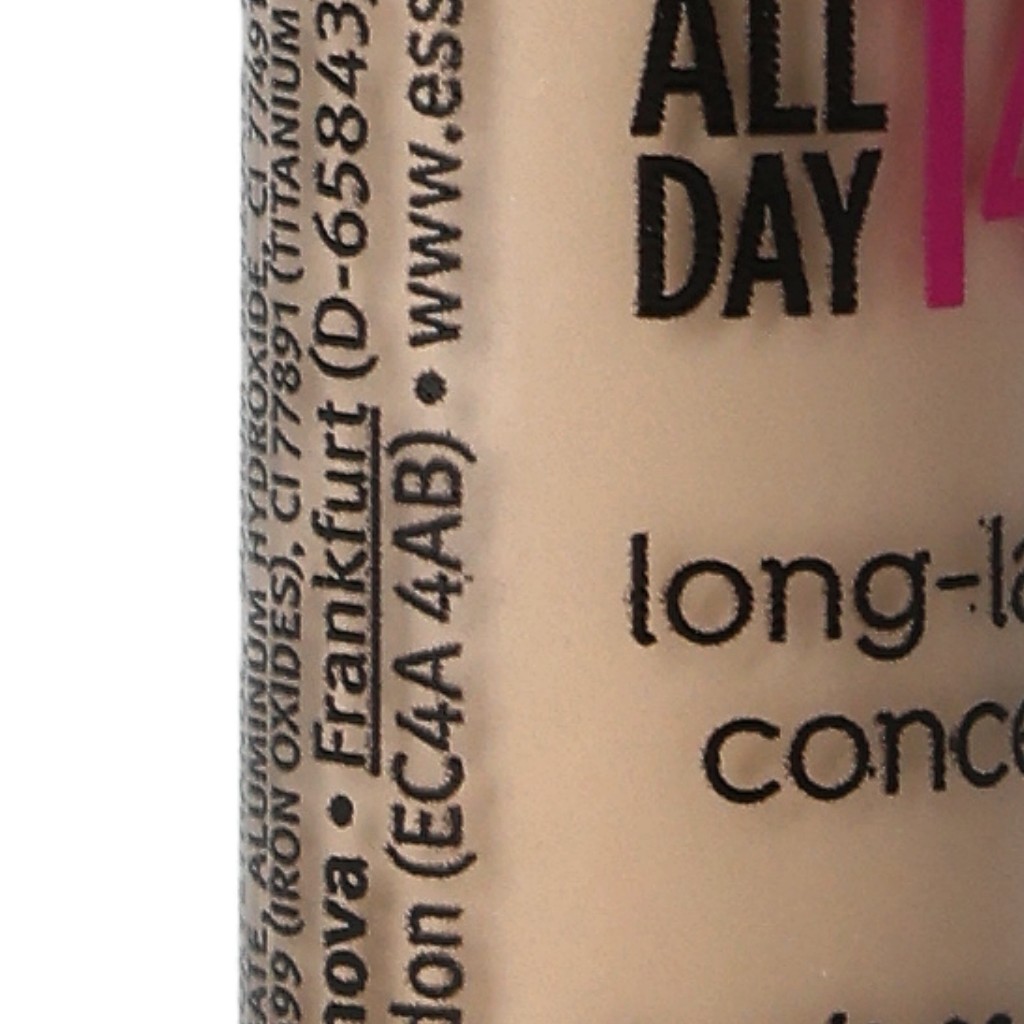 ATE, ALUMINUM HYDROXIDE, CI 7749
499 (IRON OXIDES), CI 77891 (TITANIUM
nova • Frankfurt (D-65843)
don (EC4A 4AB) • www.ess
ALL
DAY
long-la
conce